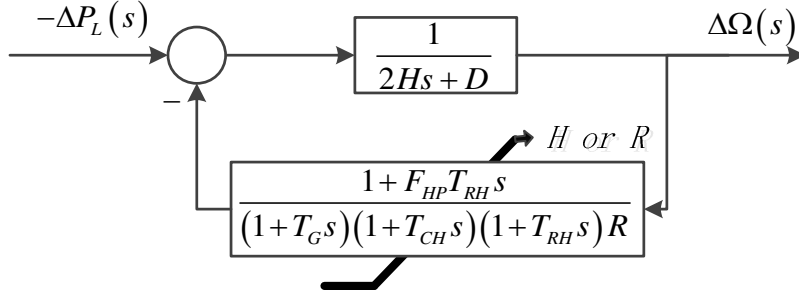 −ΔP_L(s)
ΔΩ(s)
1
2Hs + D
−
H or R
1 + F_HP T_RH s
(1 + T_G s)(1 + T_CH s)(1 + T_RH s) R